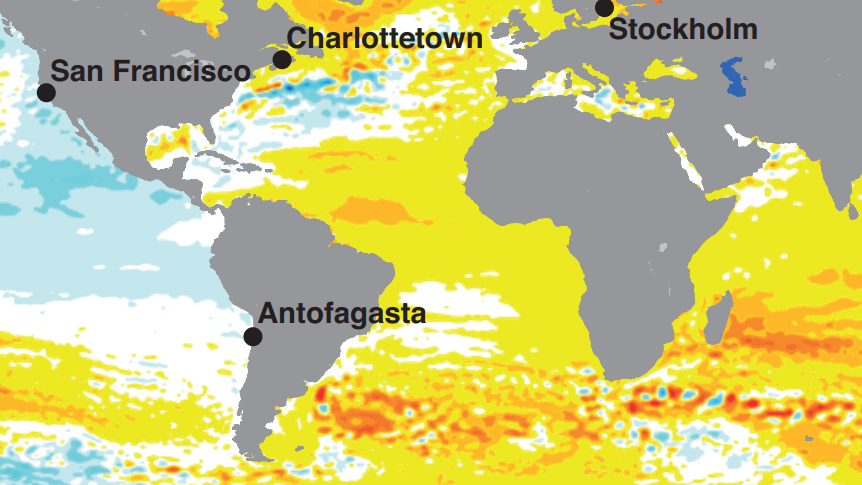 Stockholm
Charlottetown
San Francisco
Antofagasta